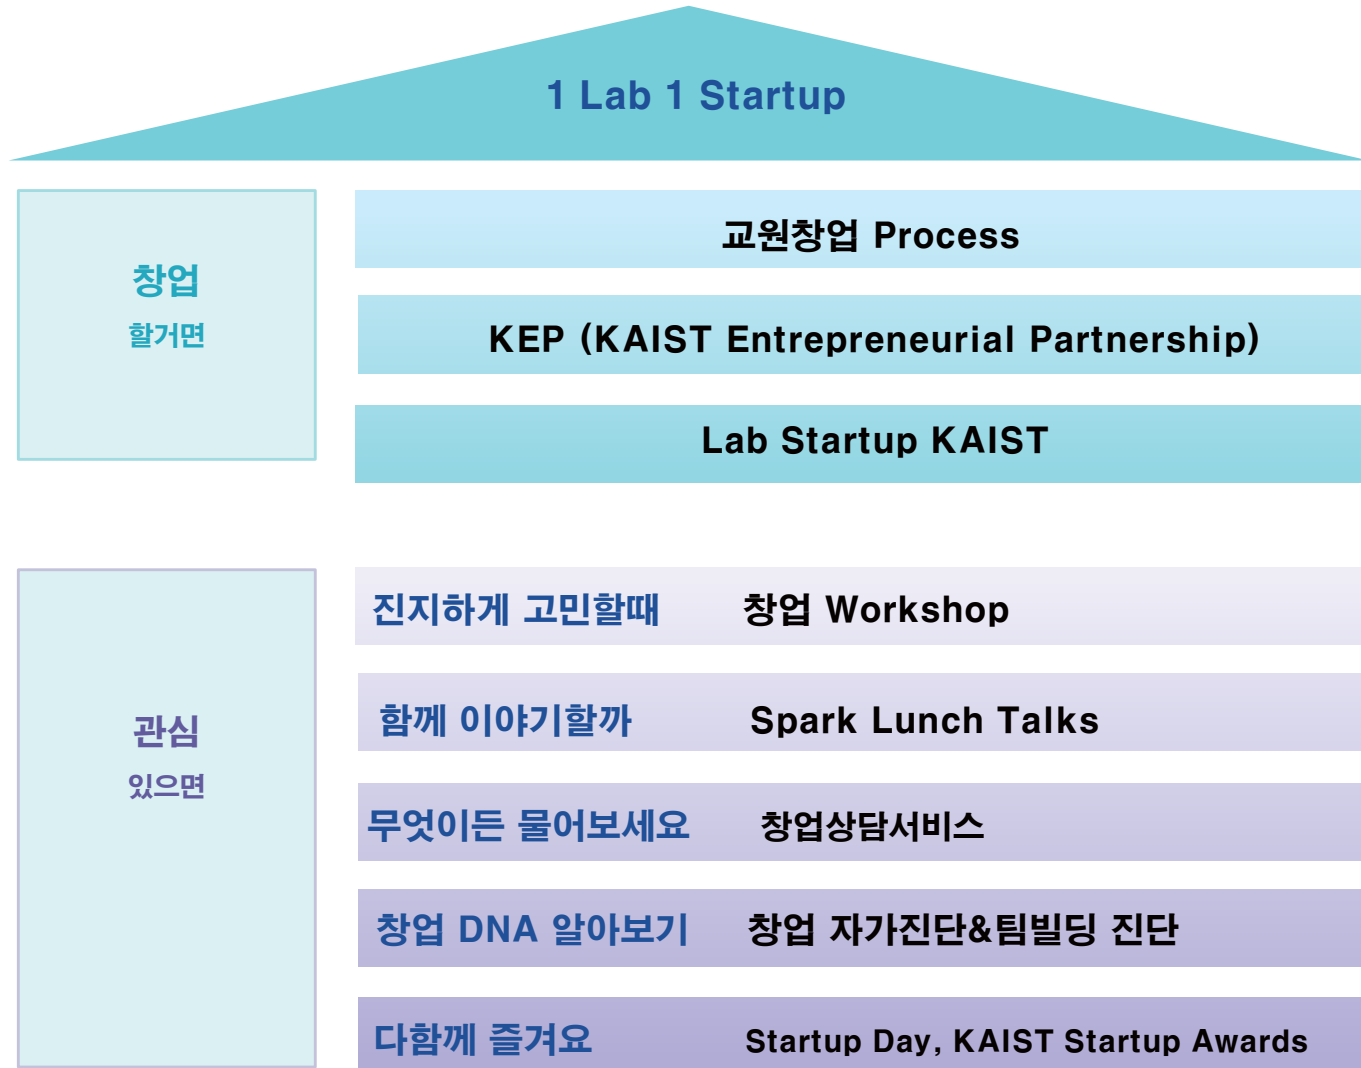 1 Lab 1 Startup
창업
할거면
교원창업 Process
KEP (KAIST Entrepreneurial Partnership)
Lab Startup KAIST
관심
있으면
진지하게 고민할때 창업 Workshop
함께 이야기할까 Spark Lunch Talks
무엇이든 물어보세요 창업상담서비스
창업 DNA 알아보기 창업 자가진단&팀빌딩 진단
다함께 즐겨요 Startup Day, KAIST Startup Awards